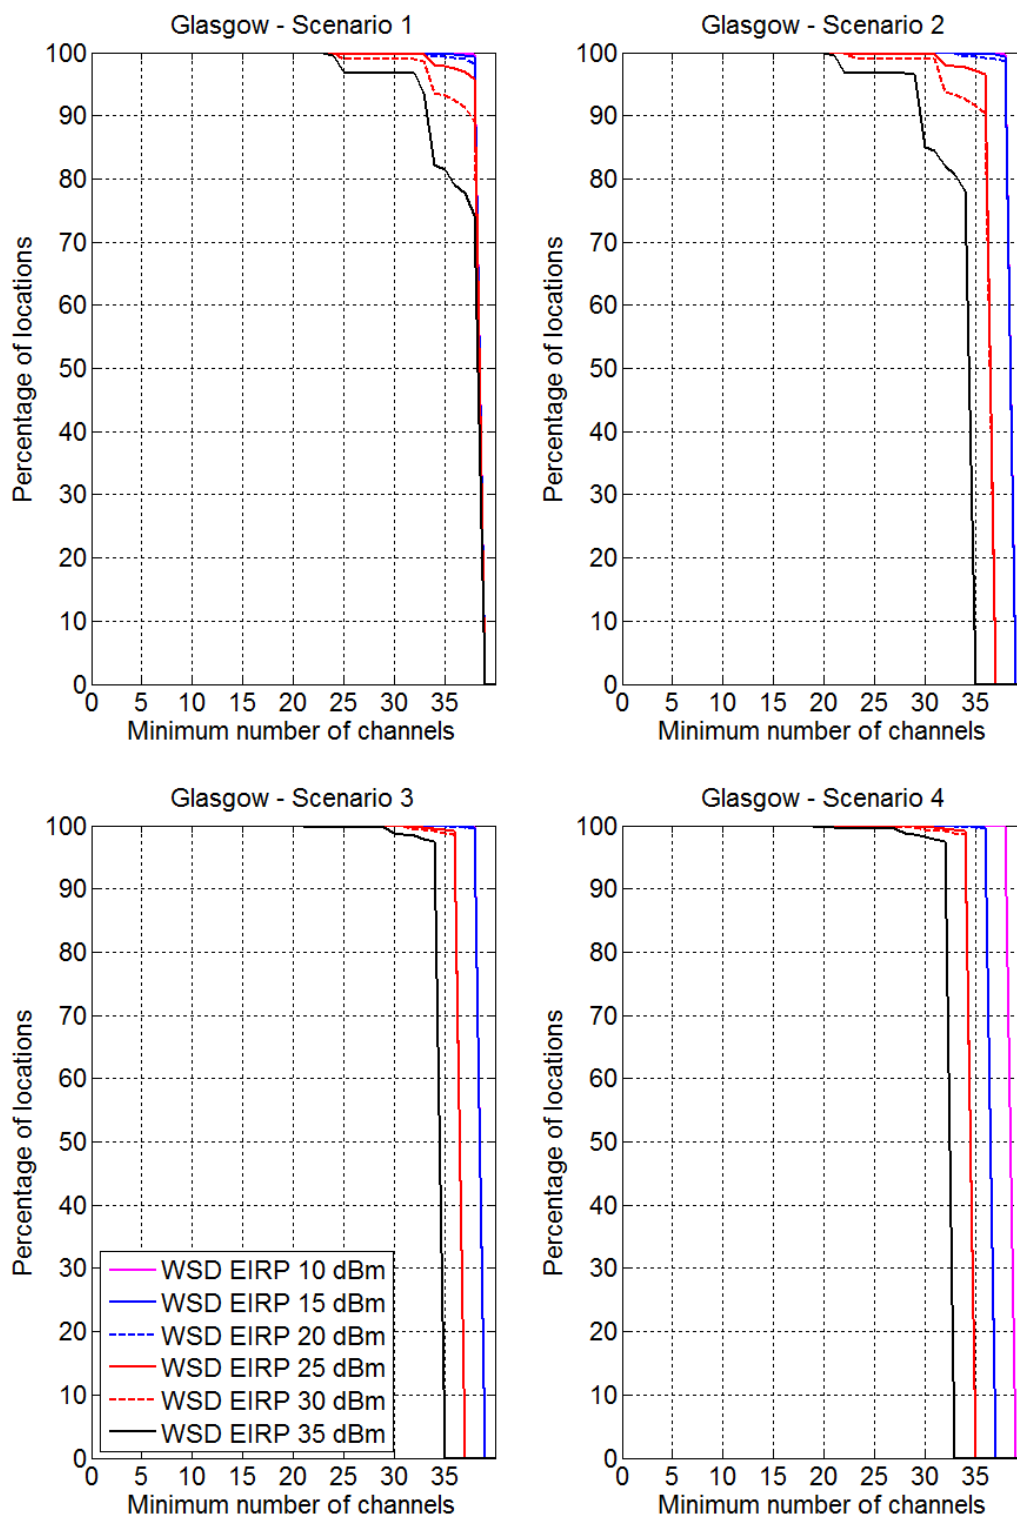 Glasgow - Scenario 1
100
90
80
70
60
50
40
30
20
10
0
Percentage of locations
0 5 10 15 20 25 30 35
Minimum number of channels
Glasgow - Scenario 2
100
90
80
70
60
50
40
30
20
10
0
Percentage of locations
0 5 10 15 20 25 30 35
Minimum number of channels
Glasgow - Scenario 3
100
90
80
70
60
50
40
30
20
10
0
Percentage of locations
WSD EIRP 10 dBm
WSD EIRP 15 dBm
WSD EIRP 20 dBm
WSD EIRP 25 dBm
WSD EIRP 30 dBm
WSD EIRP 35 dBm
0 5 10 15 20 25 30 35
Minimum number of channels
Glasgow - Scenario 4
100
90
80
70
60
50
40
30
20
10
0
Percentage of locations
0 5 10 15 20 25 30 35
Minimum number of channels